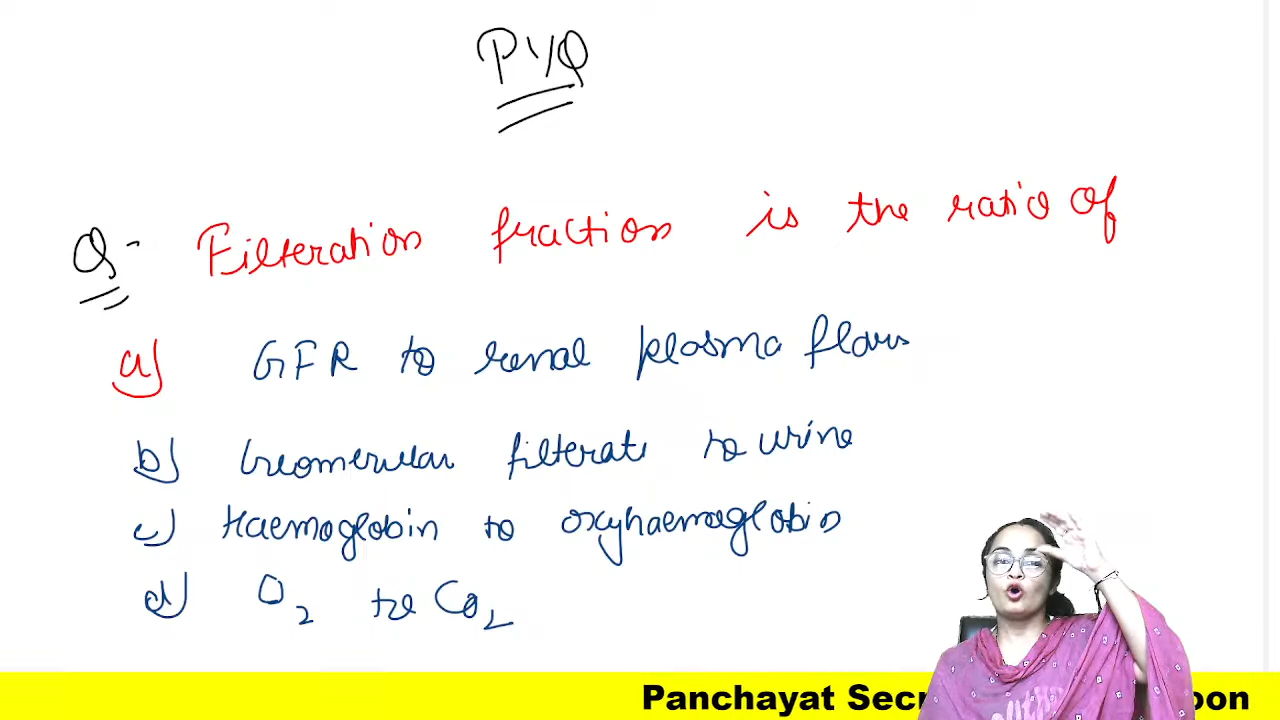 PYQ
Q- Filteration fraction is the ratio of
a) GFR to renal plasma flow
b) Glomerular filterate to urine
c) Haemoglobin to oxyhaemoglobin
d) O2 to CO2
Panchayat Secr oon